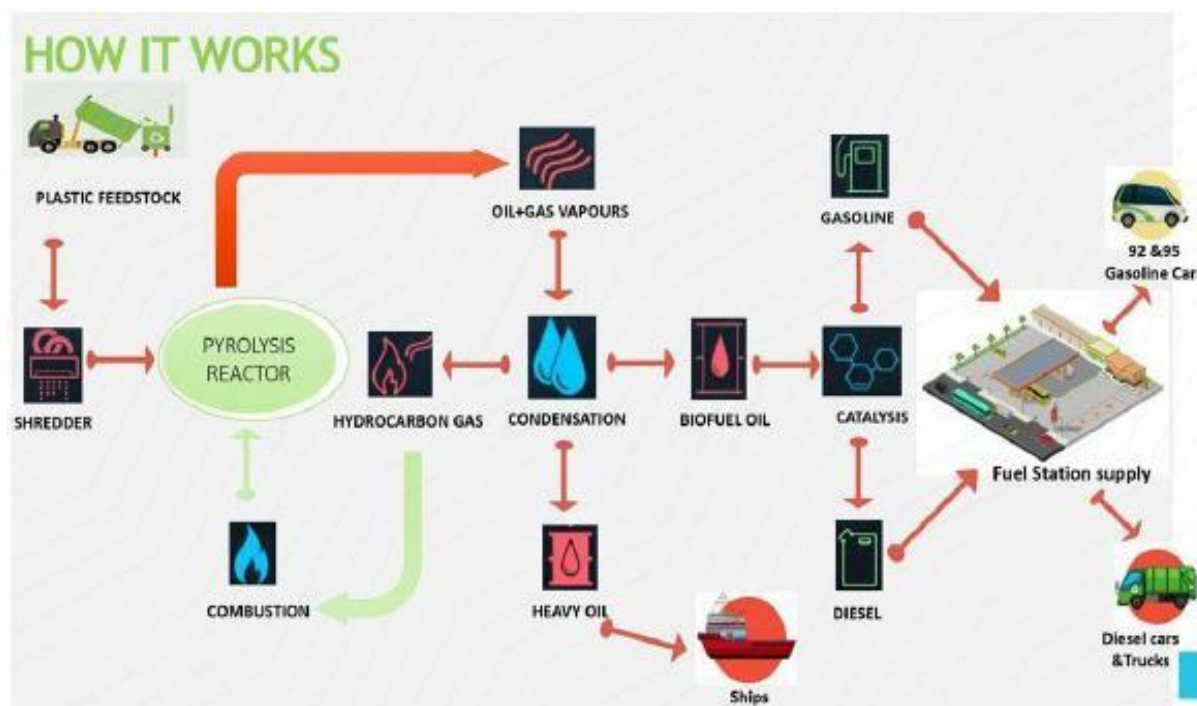 HOW IT WORKS
PLASTIC FEEDSTOCK
OIL+GAS VAPOURS
GASOLINE
92 &95
Gasoline Car
PYROLYSIS
REACTOR
SHREDDER
HYDROCARBON GAS
CONDENSATION
BIOFUEL OIL
CATALYSIS
Fuel Station supply
COMBUSTION
HEAVY OIL
DIESEL
Diesel cars
&Trucks
Ships